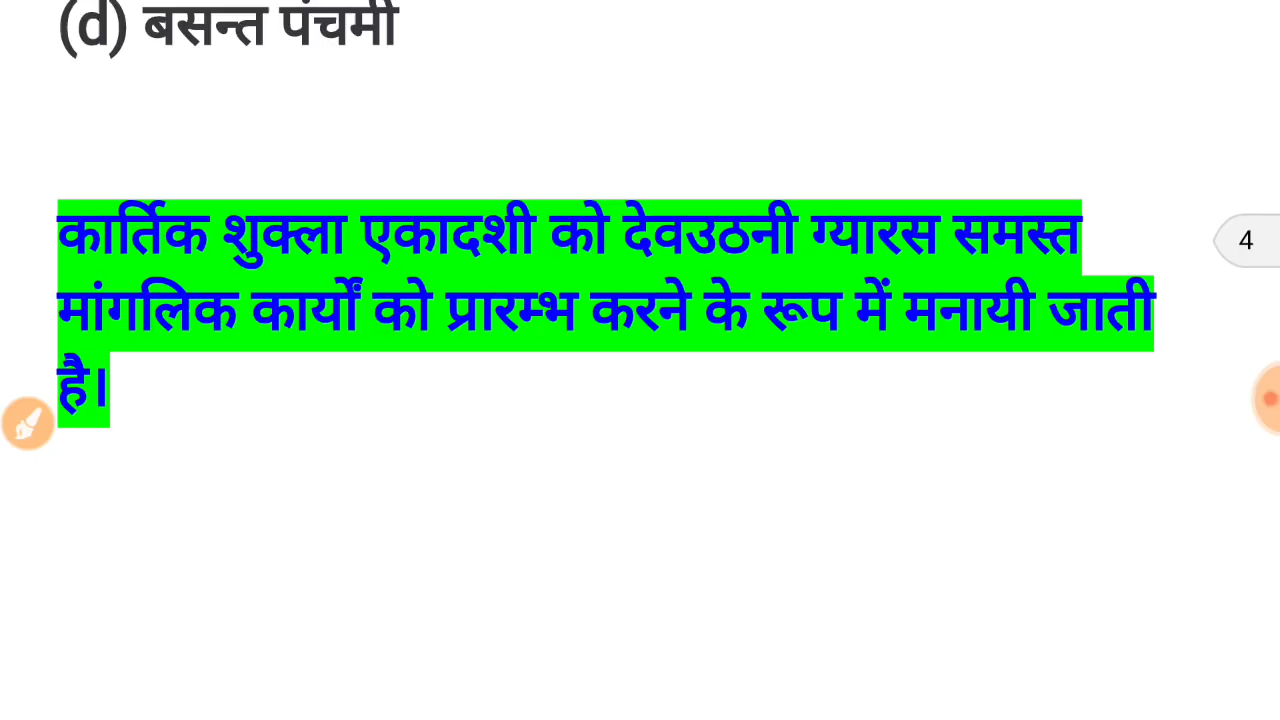 (d) बसन्त पंचमी
कार्तिक शुक्ला एकादशी को देवउठनी ग्यारस समस्त
4
मांगलिक कार्यों को प्रारम्भ करने के रूप में मनायी जाती
है।